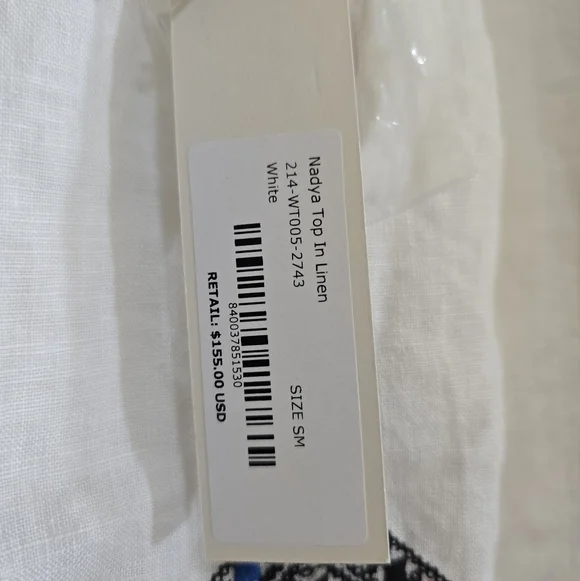 Nadya Top In Linen
214-WT005-2743
White
SIZE SM
840037851530
RETAIL: $155.00 USD